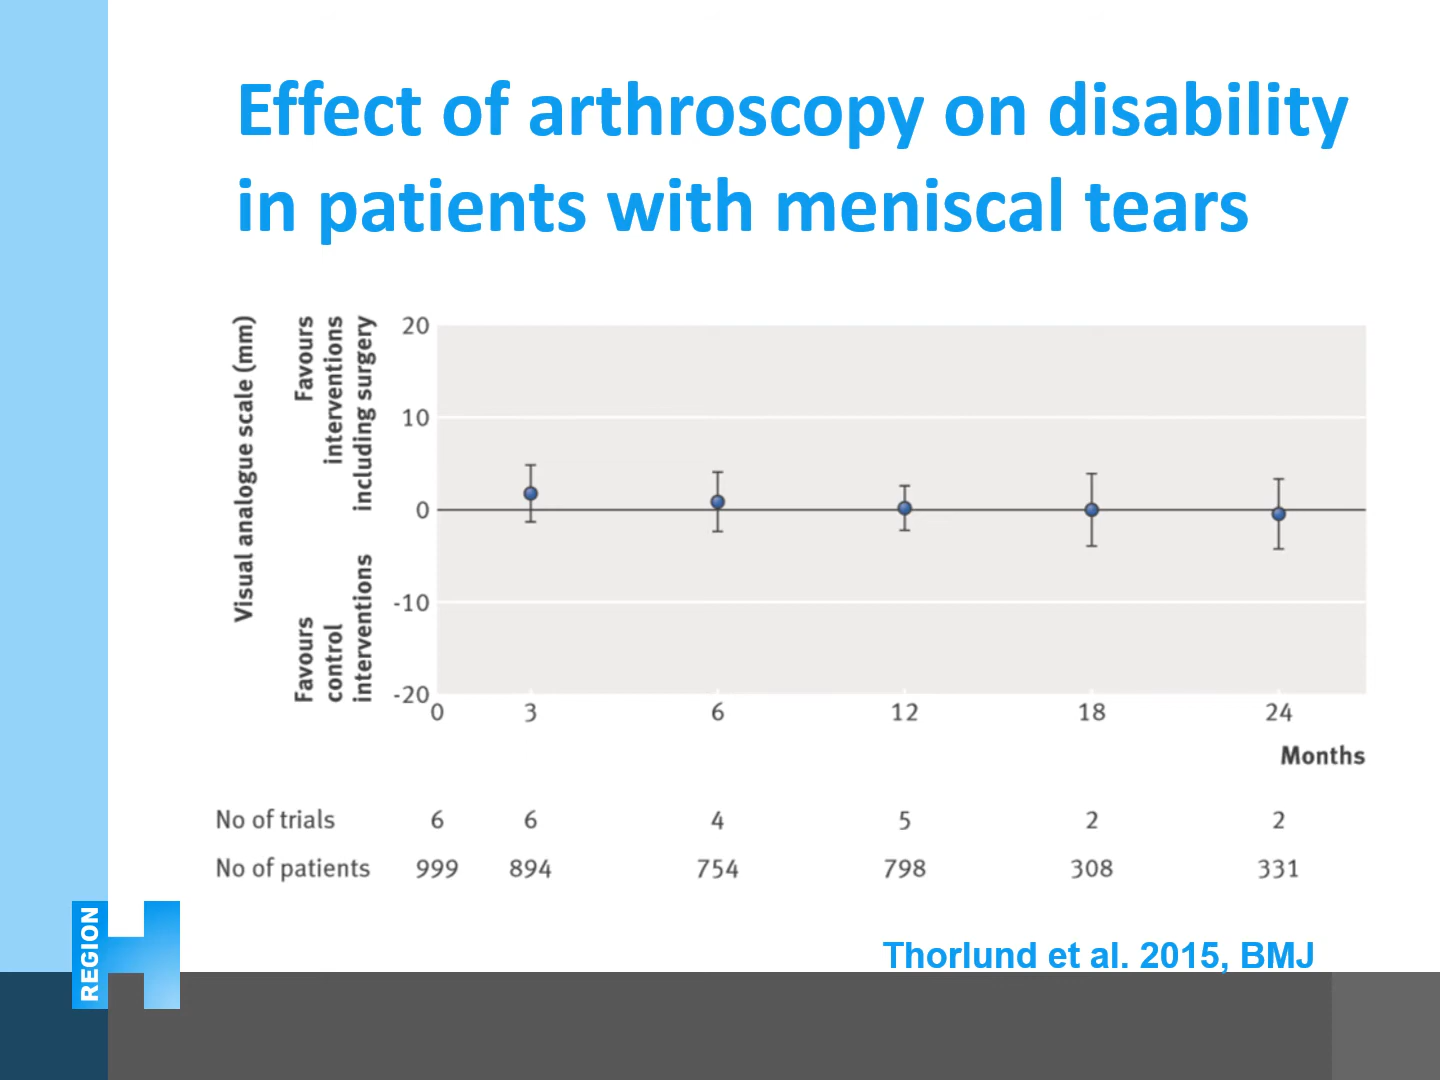 Effect of arthroscopy on disability
in patients with meniscal tears
Visual analogue scale (mm)
Favours
interventions
including surgery
Favours
control
interventions
20
10
0
-10
-20
0 3 6 12 18 24
Months
No of trials 6 6 4 5 2 2
No of patients 999 894 754 798 308 331
Thorlund et al. 2015, BMJ
REGION